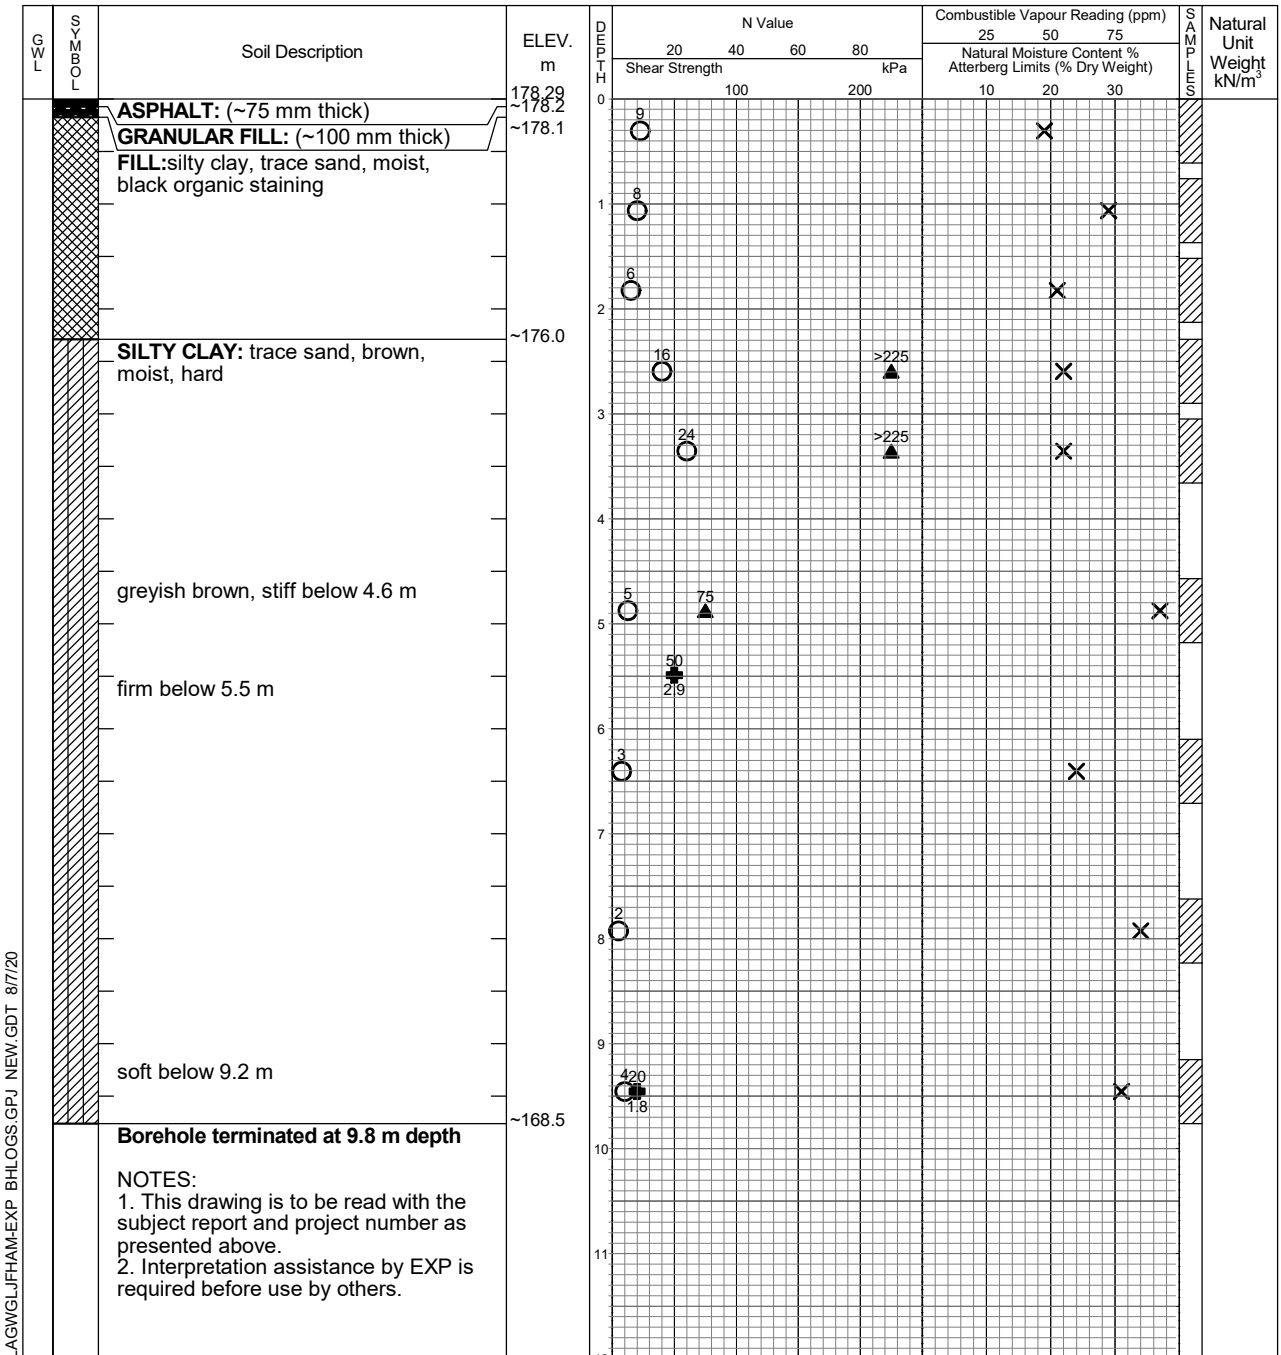 GWL
SYMBOL
Soil Description
ELEV.
m
DEPTH
N Value
20 40 60 80
Shear Strength kPa
100 200
Combustible Vapour Reading (ppm)
25 50 75
Natural Moisture Content %
Atterberg Limits (% Dry Weight)
10 20 30
SAMPLES
Natural
Unit
Weight
kN/m³
178.29
0
ASPHALT: (~75 mm thick)
~178.2
GRANULAR FILL: (~100 mm thick)
~178.1
9
FILL:silty clay, trace sand, moist,
black organic staining
8
1
6
2
~176.0
SILTY CLAY: trace sand, brown,
moist, hard
16 >225
3
24 >225
4
greyish brown, stiff below 4.6 m
5 75
5
50
firm below 5.5 m
2.9
6
3
7
2
8
9
soft below 9.2 m
4 20
1.8
~168.5
Borehole terminated at 9.8 m depth
10
NOTES:
1. This drawing is to be read with the
subject report and project number as
presented above.
11
2. Interpretation assistance by EXP is
required before use by others.
AGWGLJFHAM-EXP BHLOGS.GPJ NEW.GDT 8/7/20